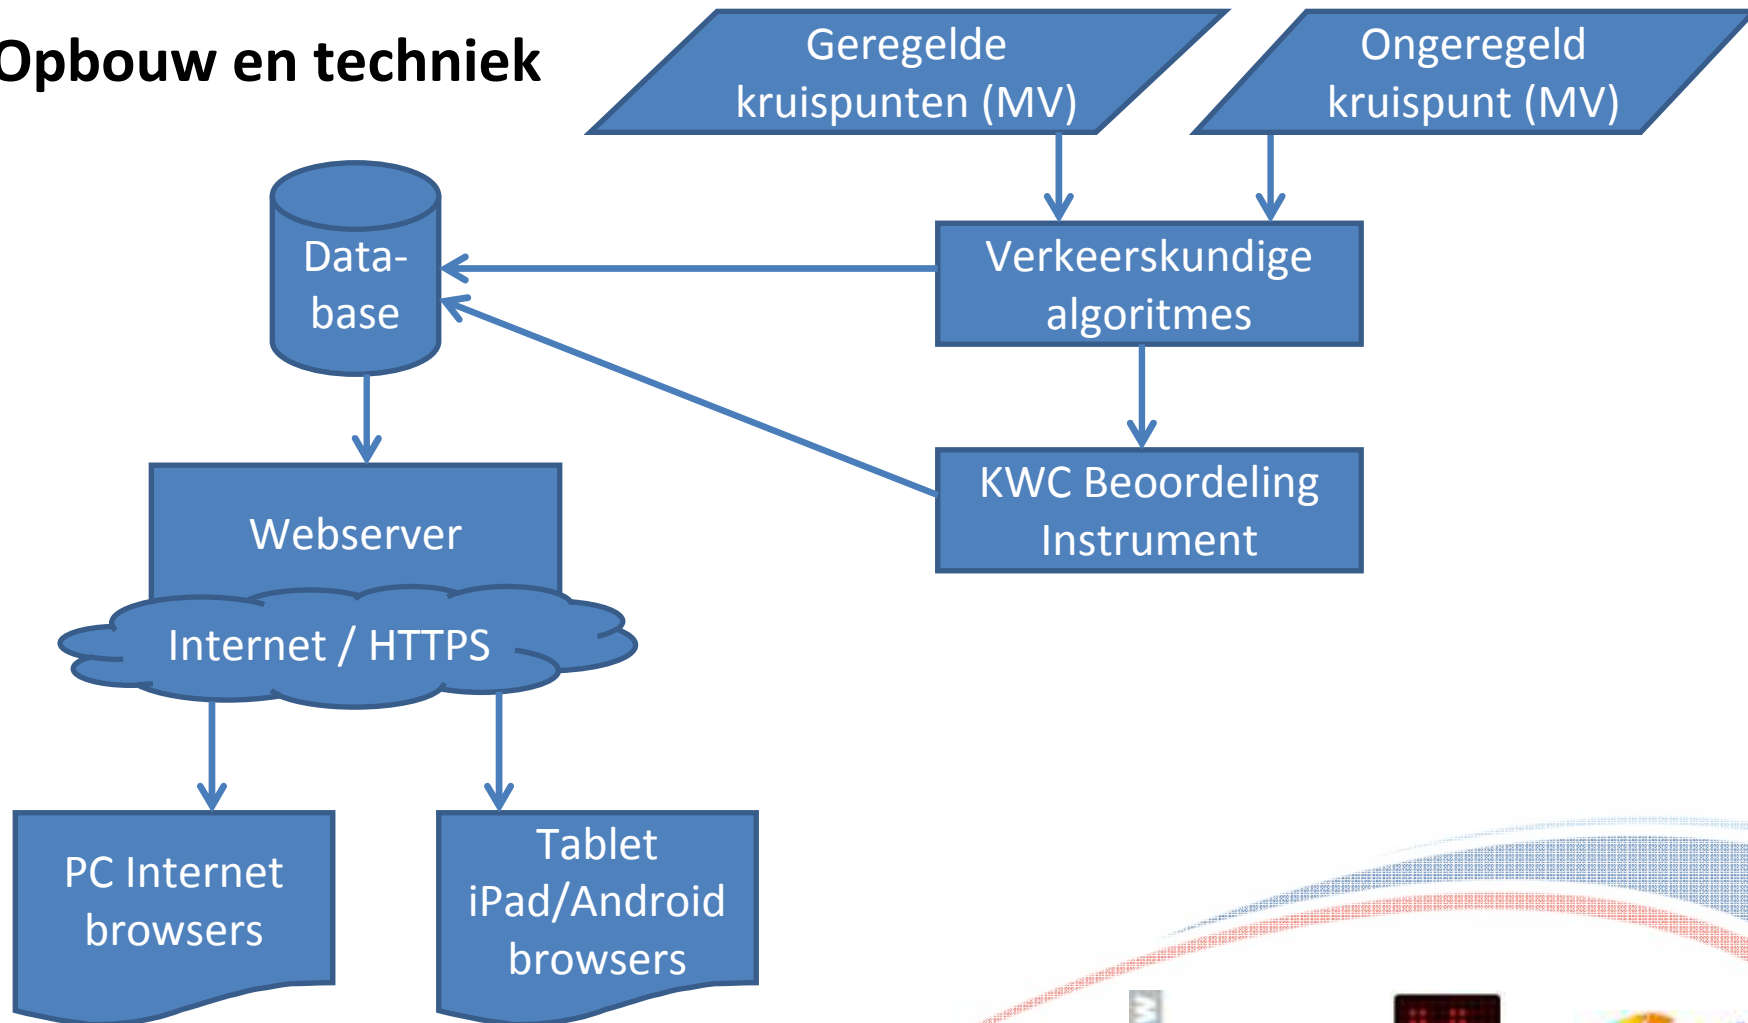 Opbouw en techniek
Geregelde
kruispunten (MV)
Ongeregeld
kruispunt (MV)
Data-
base
Verkeerskundige
algoritmes
KWC Beoordeling
Instrument
Webserver
Internet / HTTPS
PC Internet
browsers
Tablet
iPad/Android
browsers